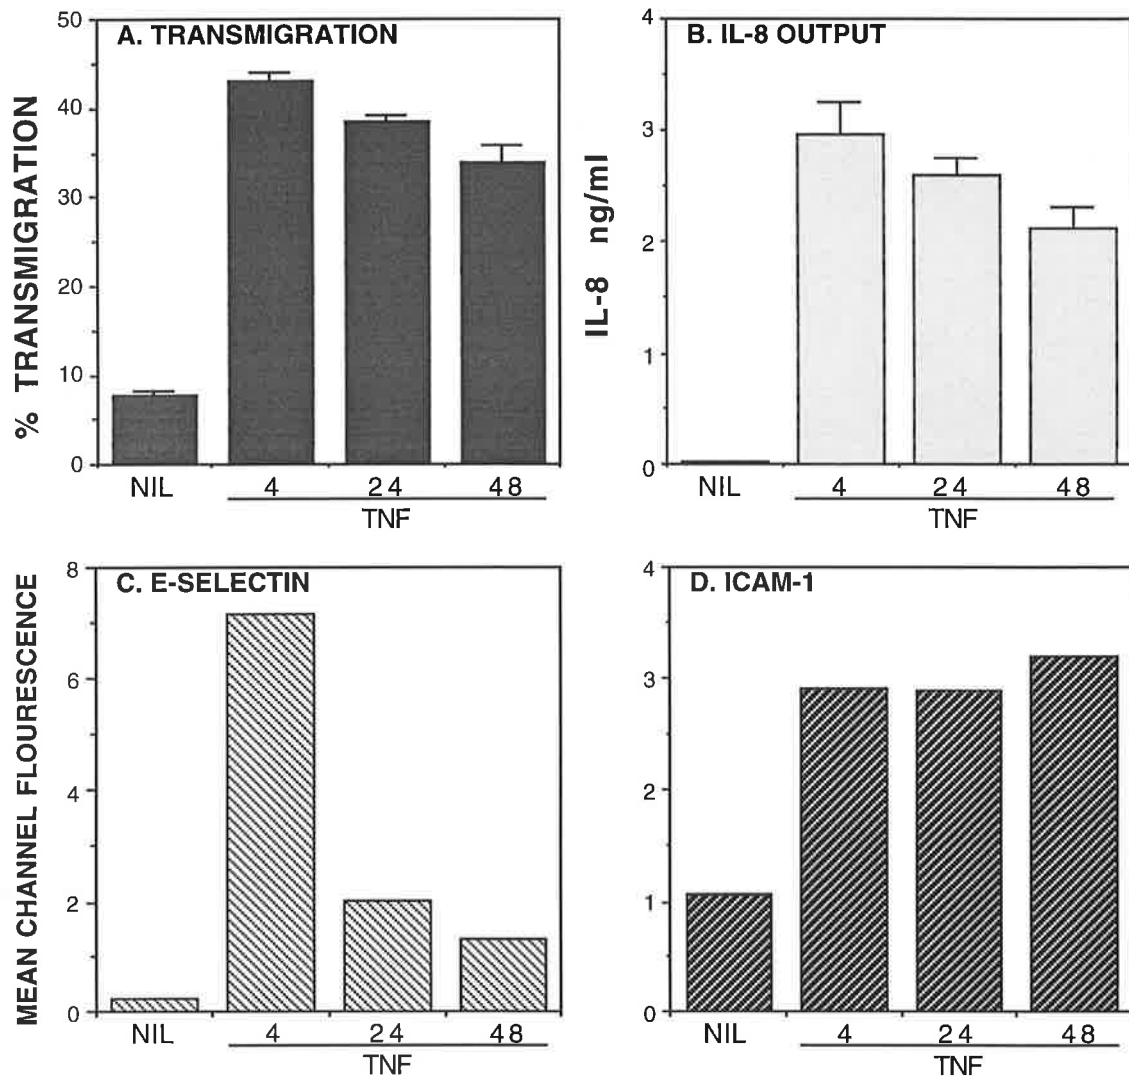 A. TRANSMIGRATION
% TRANSMIGRATION
50
40
30
20
10
0
NIL 4 24 48
TNF
B. IL-8 OUTPUT
IL-8 ng/ml
4
3
2
1
0
NIL 4 24 48
TNF
C. E-SELECTIN
MEAN CHANNEL FLOURESCENCE
8
6
4
2
0
NIL 4 24 48
TNF
D. ICAM-1
4
3
2
1
0
NIL 4 24 48
TNF